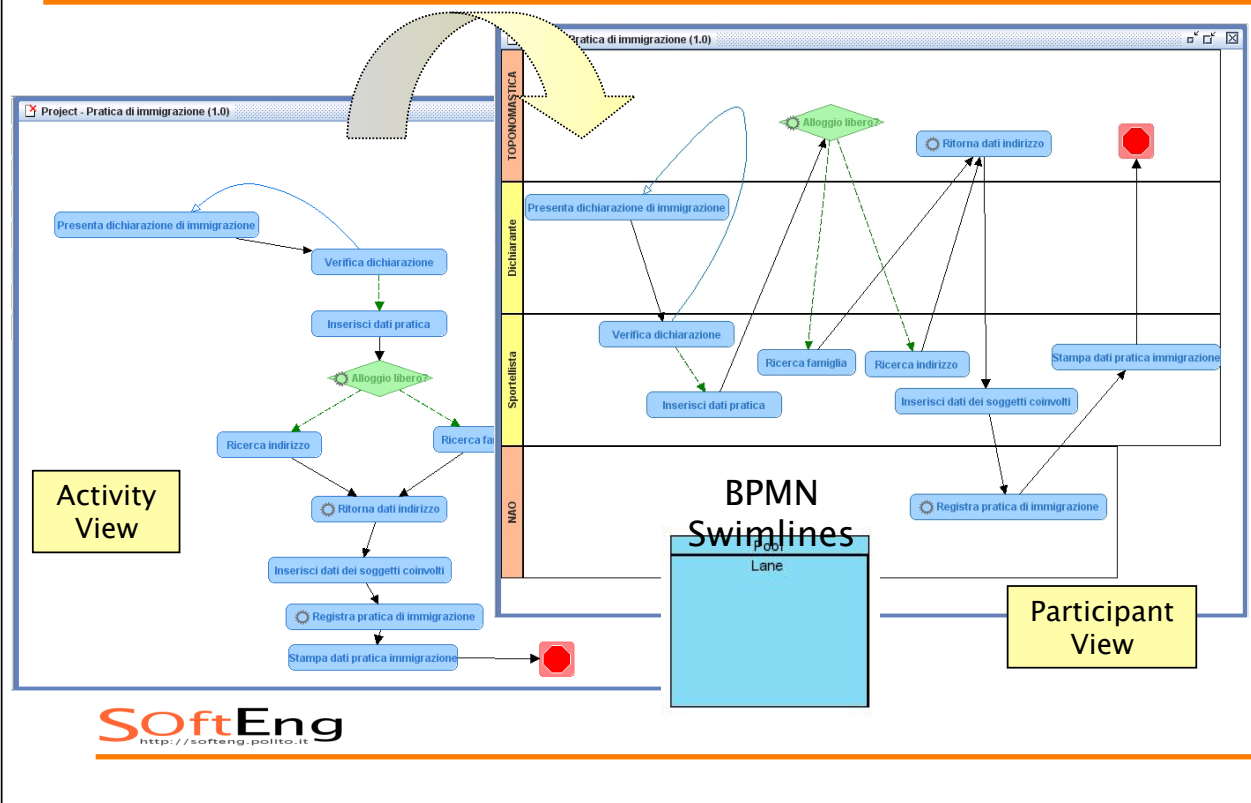 Project - Pratica di immigrazione (1.0)
Presenta dichiarazione di immigrazione
Verifica dichiarazione
Inserisci dati pratica
Alloggio libero?
Ricerca indirizzo
Ricerca fa
Ritorna dati indirizzo
Inserisci dati dei soggetti coinvolti
Registra pratica di immigrazione
Stampa dati pratica immigrazione
Activity
View
Pratica di immigrazione (1.0)
TOPONOMASTICA
Alloggio libero?
Ritorna dati indirizzo
Dichiarante
Presenta dichiarazione di immigrazione
Sportellista
Verifica dichiarazione
Ricerca famiglia
Ricerca indirizzo
Stampa dati pratica immigrazione
Inserisci dati pratica
Inserisci dati dei soggetti coinvolti
NAO
Registra pratica di immigrazione
BPMN
Swimlines
Pool
Lane
Participant
View
SOftEng
http://softeng.polito.it